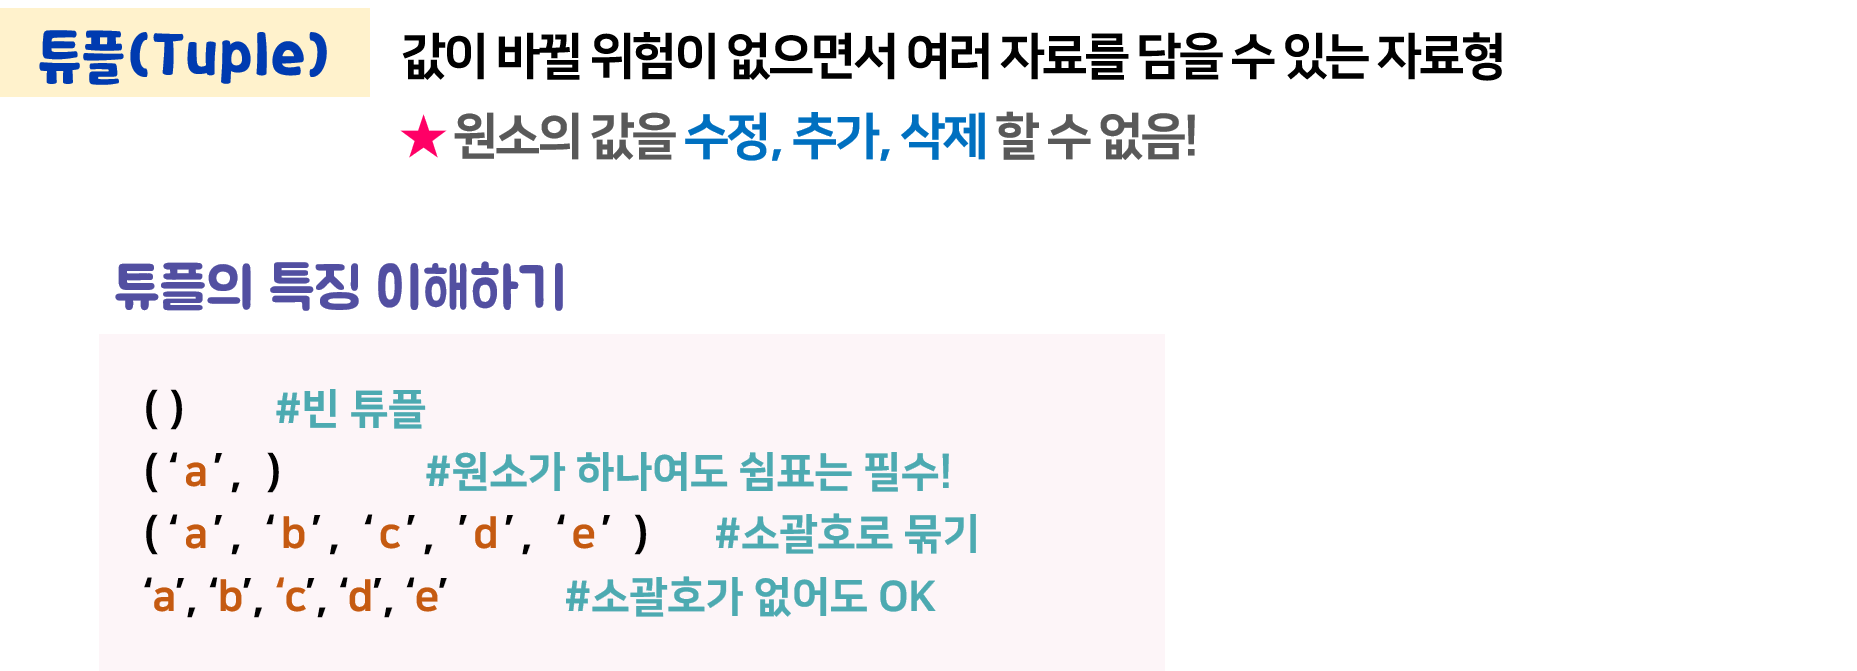 튜플(Tuple) 값이 바뀔 위험이 없으면서 여러 자료를 담을 수 있는 자료형
★ 원소의 값을 수정, 추가, 삭제 할 수 없음!
튜플의 특징 이해하기
( ) #빈 튜플
( ‘a’, ) #원소가 하나여도 쉼표는 필수!
( ‘a’, ‘b’, ‘c’, ’d’, ‘e’ ) #소괄호로 묶기
‘a’, ‘b’, ‘c’, ‘d’, ‘e’ #소괄호가 없어도 OK